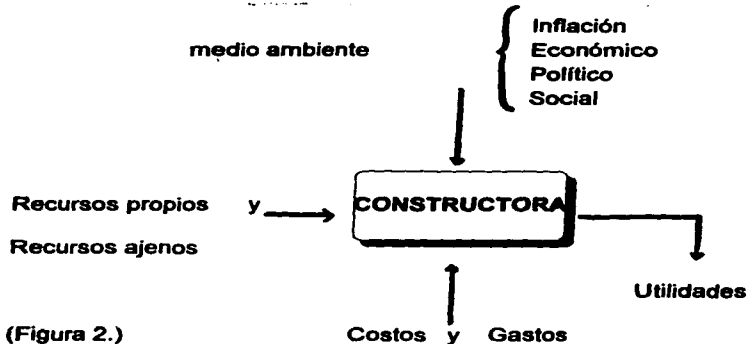 Inflación
medio ambiente Económico
Político
Social
Recursos propios y CONSTRUCTORA
Recursos ajenos
Utilidades
(Figura 2.) Costos y Gastos